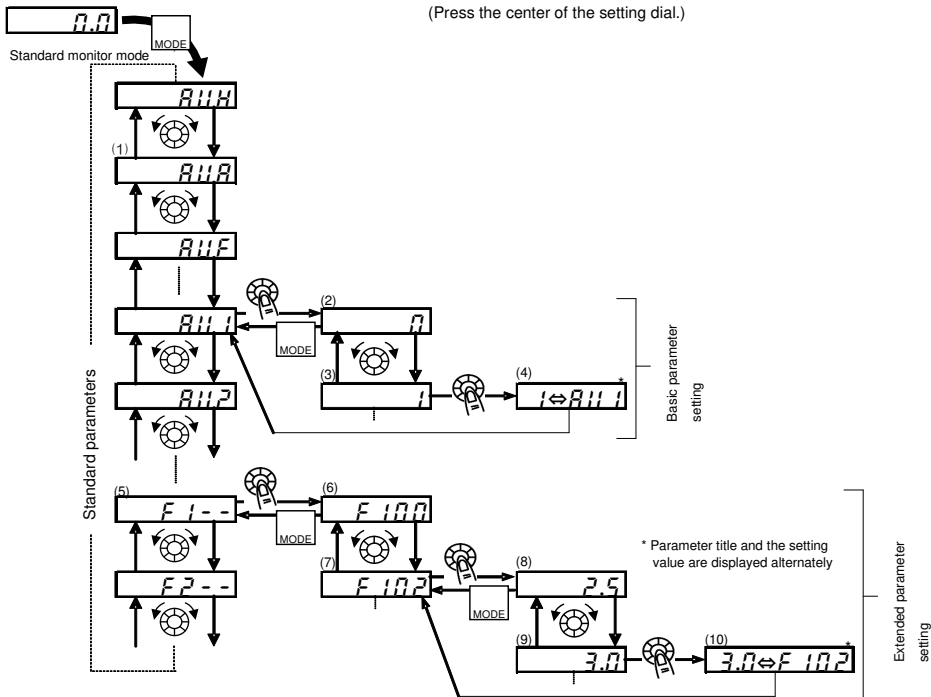 (Press the center of the setting dial.)
0.0
MODE
Standard monitor mode
AUH
(1)
AUA
AUF
AU1
MODE
(2)
0
(3)
1
(4)
*
1⇔AU1
AU2
Basic parameter
setting
Standard parameters
(5)
F1--
MODE
(6)
F100
(7)
F102
F2--
MODE
(8)
2.5
(9)
3.0
(10)
*
3.0⇔F102
* Parameter title and the setting
value are displayed alternately
Extended parameter
setting